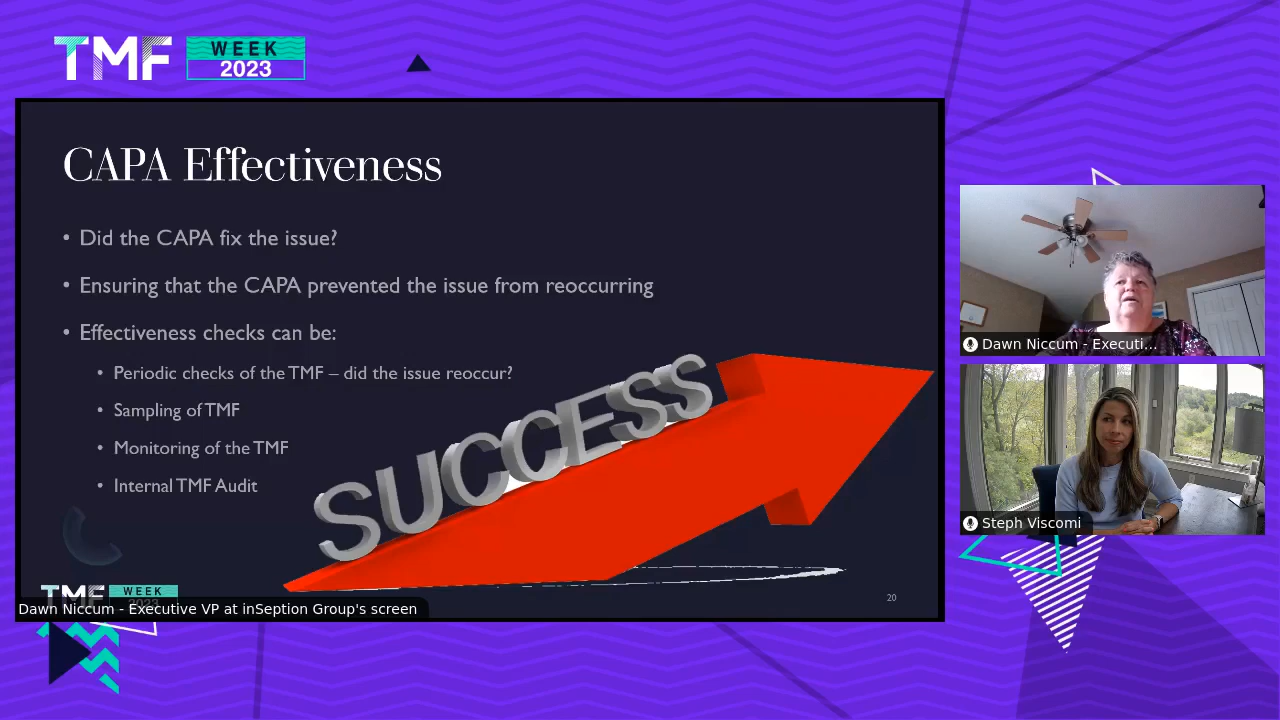 TMF WEEK
2023
CAPA Effectiveness
• Did the CAPA fix the issue?
• Ensuring that the CAPA prevented the issue from reoccurring
• Effectiveness checks can be:
• Periodic checks of the TMF – did the issue reoccur?
• Sampling of TMF
• Monitoring of the TMF
• Internal TMF Audit
SUCCESS
TMF WEEK
20
Dawn Niccum - Executive VP at inSeption Group's screen
Dawn Niccum - Executi...
Steph Viscomi